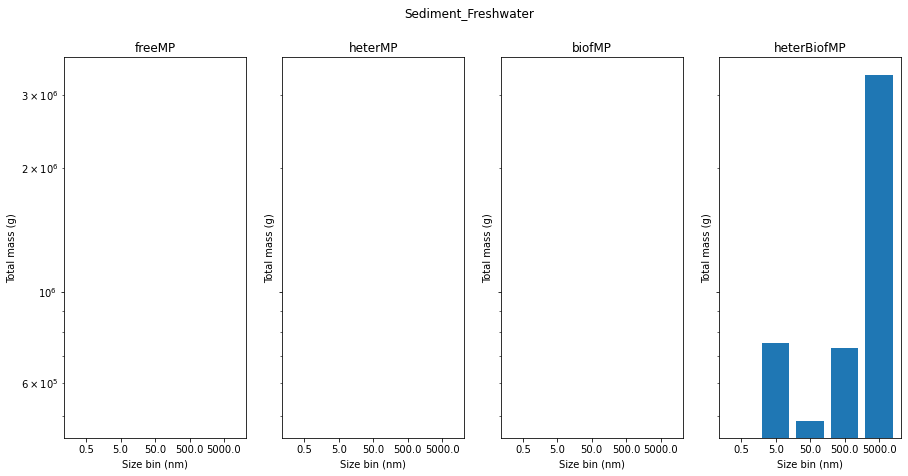 Sediment_Freshwater
freeMP
heterMP
biofMP
heterBiofMP
Total mass (g)
3 × 10⁶
2 × 10⁶
10⁶
6 × 10⁵
0.5 5.0 50.0 500.0 5000.0
Size bin (nm)
Total mass (g)
0.5 5.0 50.0 500.0 5000.0
Size bin (nm)
Total mass (g)
0.5 5.0 50.0 500.0 5000.0
Size bin (nm)
Total mass (g)
0.5 5.0 50.0 500.0 5000.0
Size bin (nm)